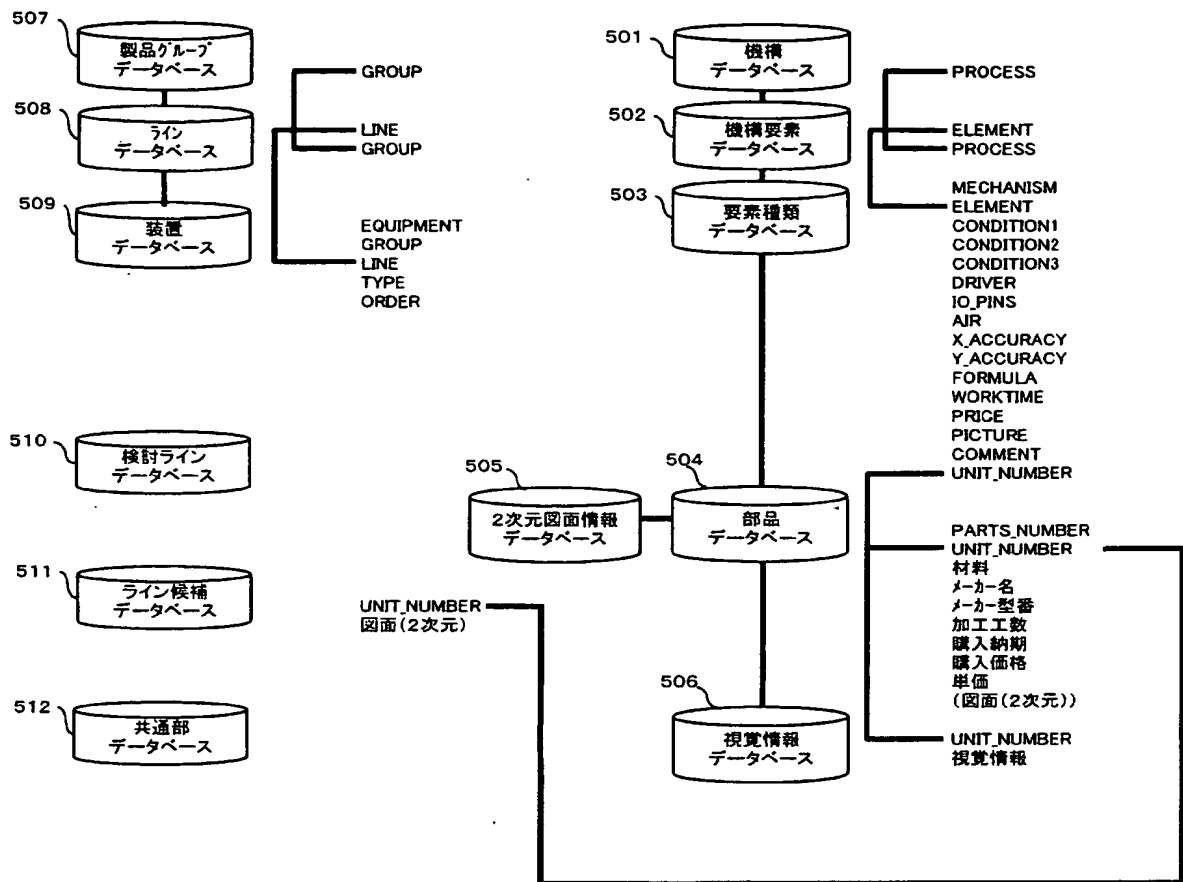 507
製品グループ
データベース
508
ライン
データベース
509
装置
データベース
GROUP
LINE
GROUP
EQUIPMENT
GROUP
LINE
TYPE
ORDER
510
検討ライン
データベース
511
ライン候補
データベース
512
共通部
データベース
501
機構
データベース
502
機構要素
データベース
503
要素種類
データベース
PROCESS
ELEMENT
PROCESS
MECHANISM
ELEMENT
CONDITION1
CONDITION2
CONDITION3
DRIVER
IO_PINS
AIR
X_ACCURACY
Y_ACCURACY
FORMULA
WORKTIME
PRICE
PICTURE
COMMENT
UNIT_NUMBER
505
2次元図面情報
データベース
504
部品
データベース
PARTS_NUMBER
UNIT_NUMBER
材料
メーカー名
メーカー型番
加工工数
購入納期
購入価格
単価
(図面(2次元))
UNIT_NUMBER
図面(2次元)
506
視覚情報
データベース
UNIT_NUMBER
視覚情報